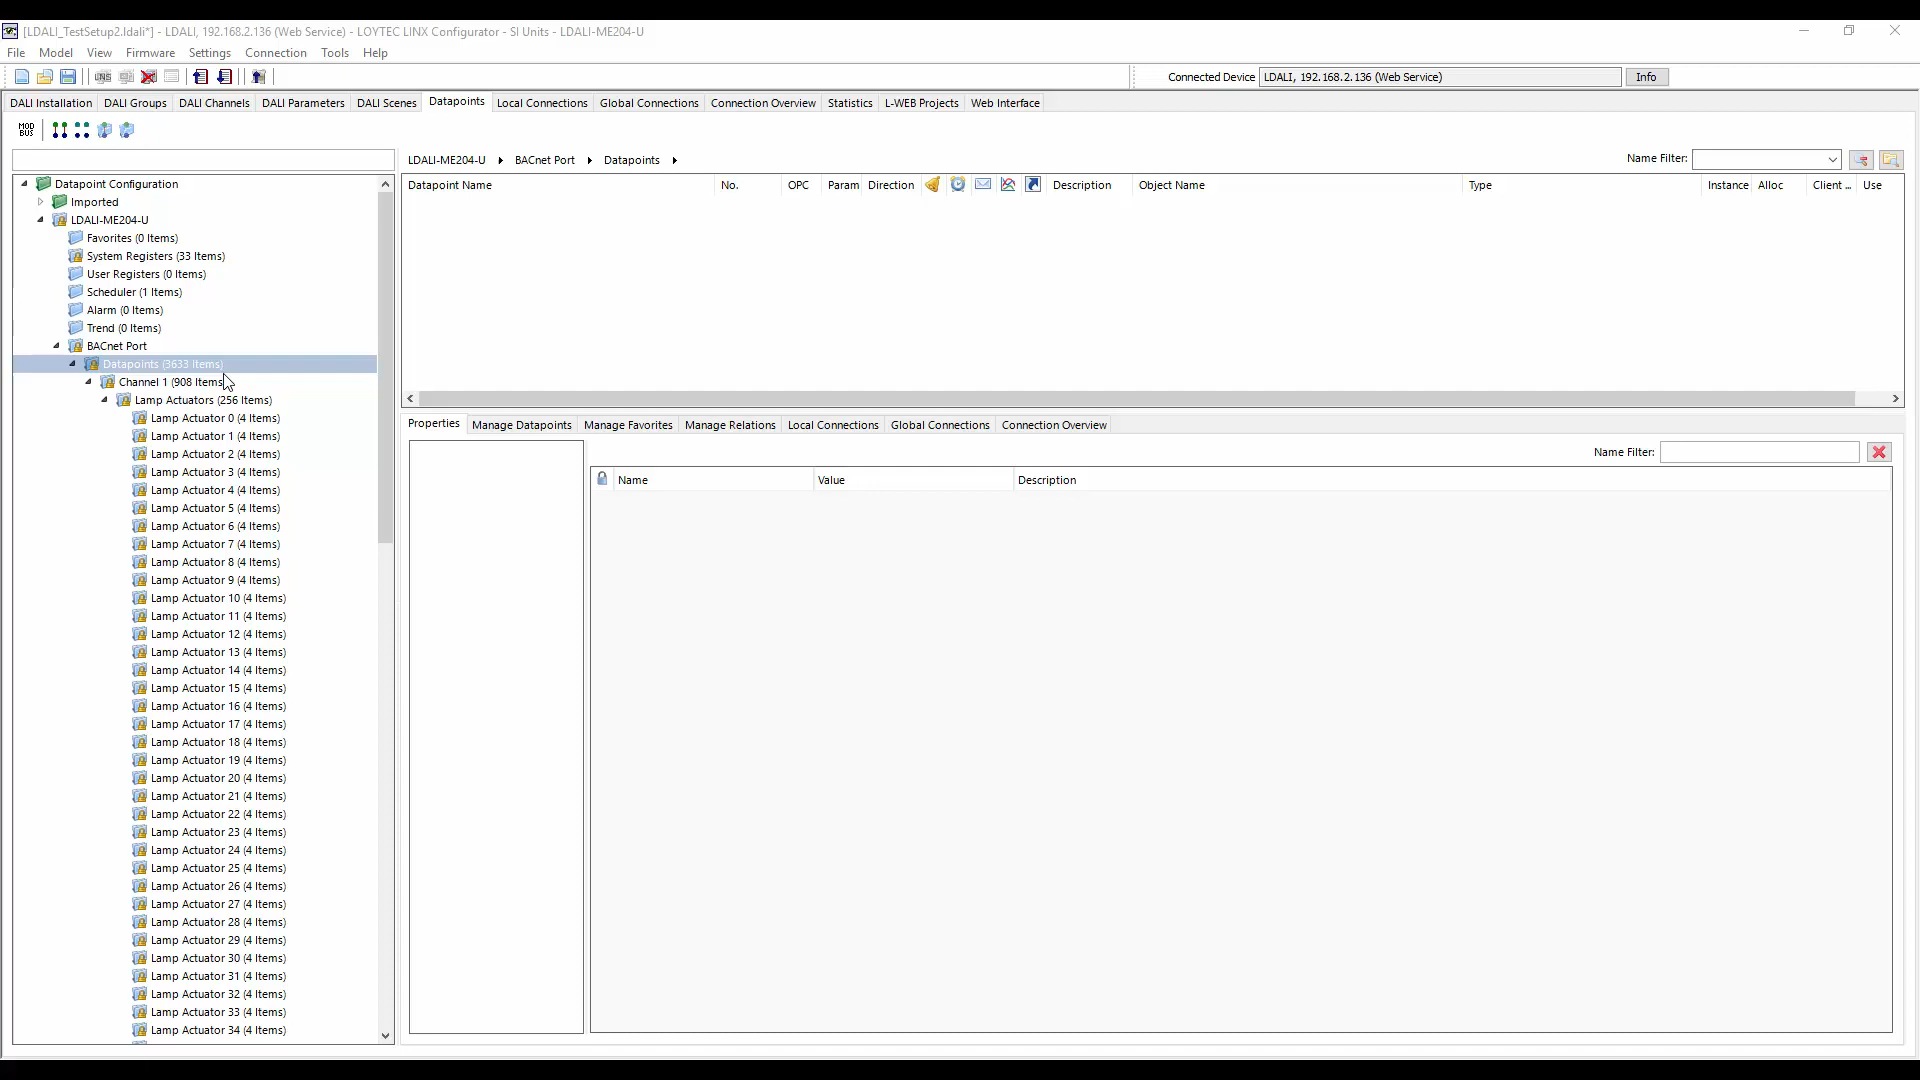 [LDALI_TestSetup2.ldali*] - LDALI, 192.168.2.136 (Web Service) - LOYTEC LINX Configurator - SI Units - LDALI-ME204-U
File Model View Firmware Settings Connection Tools Help
LNS Connected Device LDALI, 192.168.2.136 (Web Service) Info
DALI Installation DALI Groups DALI Channels DALI Parameters DALI Scenes Datapoints Local Connections Global Connections Connection Overview Statistics L-WEB Projects Web Interface
MOD BUS
LDALI-ME204-U BACnet Port Datapoints Name Filter:
Datapoint Name No. OPC Param Direction Description Object Name Type Instance Alloc Client ... Use
Datapoint Configuration
Imported
LDALI-ME204-U
Favorites (0 Items)
System Registers (33 Items)
User Registers (0 Items)
Scheduler (1 Items)
Alarm (0 Items)
Trend (0 Items)
BACnet Port
Datapoints (3633 Items)
Channel 1 (908 Items)
Lamp Actuators (256 Items)
Lamp Actuator 0 (4 Items)
Lamp Actuator 1 (4 Items)
Lamp Actuator 2 (4 Items)
Lamp Actuator 3 (4 Items)
Lamp Actuator 4 (4 Items)
Lamp Actuator 5 (4 Items)
Lamp Actuator 6 (4 Items)
Lamp Actuator 7 (4 Items)
Lamp Actuator 8 (4 Items)
Lamp Actuator 9 (4 Items)
Lamp Actuator 10 (4 Items)
Lamp Actuator 11 (4 Items)
Lamp Actuator 12 (4 Items)
Lamp Actuator 13 (4 Items)
Lamp Actuator 14 (4 Items)
Lamp Actuator 15 (4 Items)
Lamp Actuator 16 (4 Items)
Lamp Actuator 17 (4 Items)
Lamp Actuator 18 (4 Items)
Lamp Actuator 19 (4 Items)
Lamp Actuator 20 (4 Items)
Lamp Actuator 21 (4 Items)
Lamp Actuator 22 (4 Items)
Lamp Actuator 23 (4 Items)
Lamp Actuator 24 (4 Items)
Lamp Actuator 25 (4 Items)
Lamp Actuator 26 (4 Items)
Lamp Actuator 27 (4 Items)
Lamp Actuator 28 (4 Items)
Lamp Actuator 29 (4 Items)
Lamp Actuator 30 (4 Items)
Lamp Actuator 31 (4 Items)
Lamp Actuator 32 (4 Items)
Lamp Actuator 33 (4 Items)
Lamp Actuator 34 (4 Items)
Properties Manage Datapoints Manage Favorites Manage Relations Local Connections Global Connections Connection Overview
Name Filter:
Name Value Description